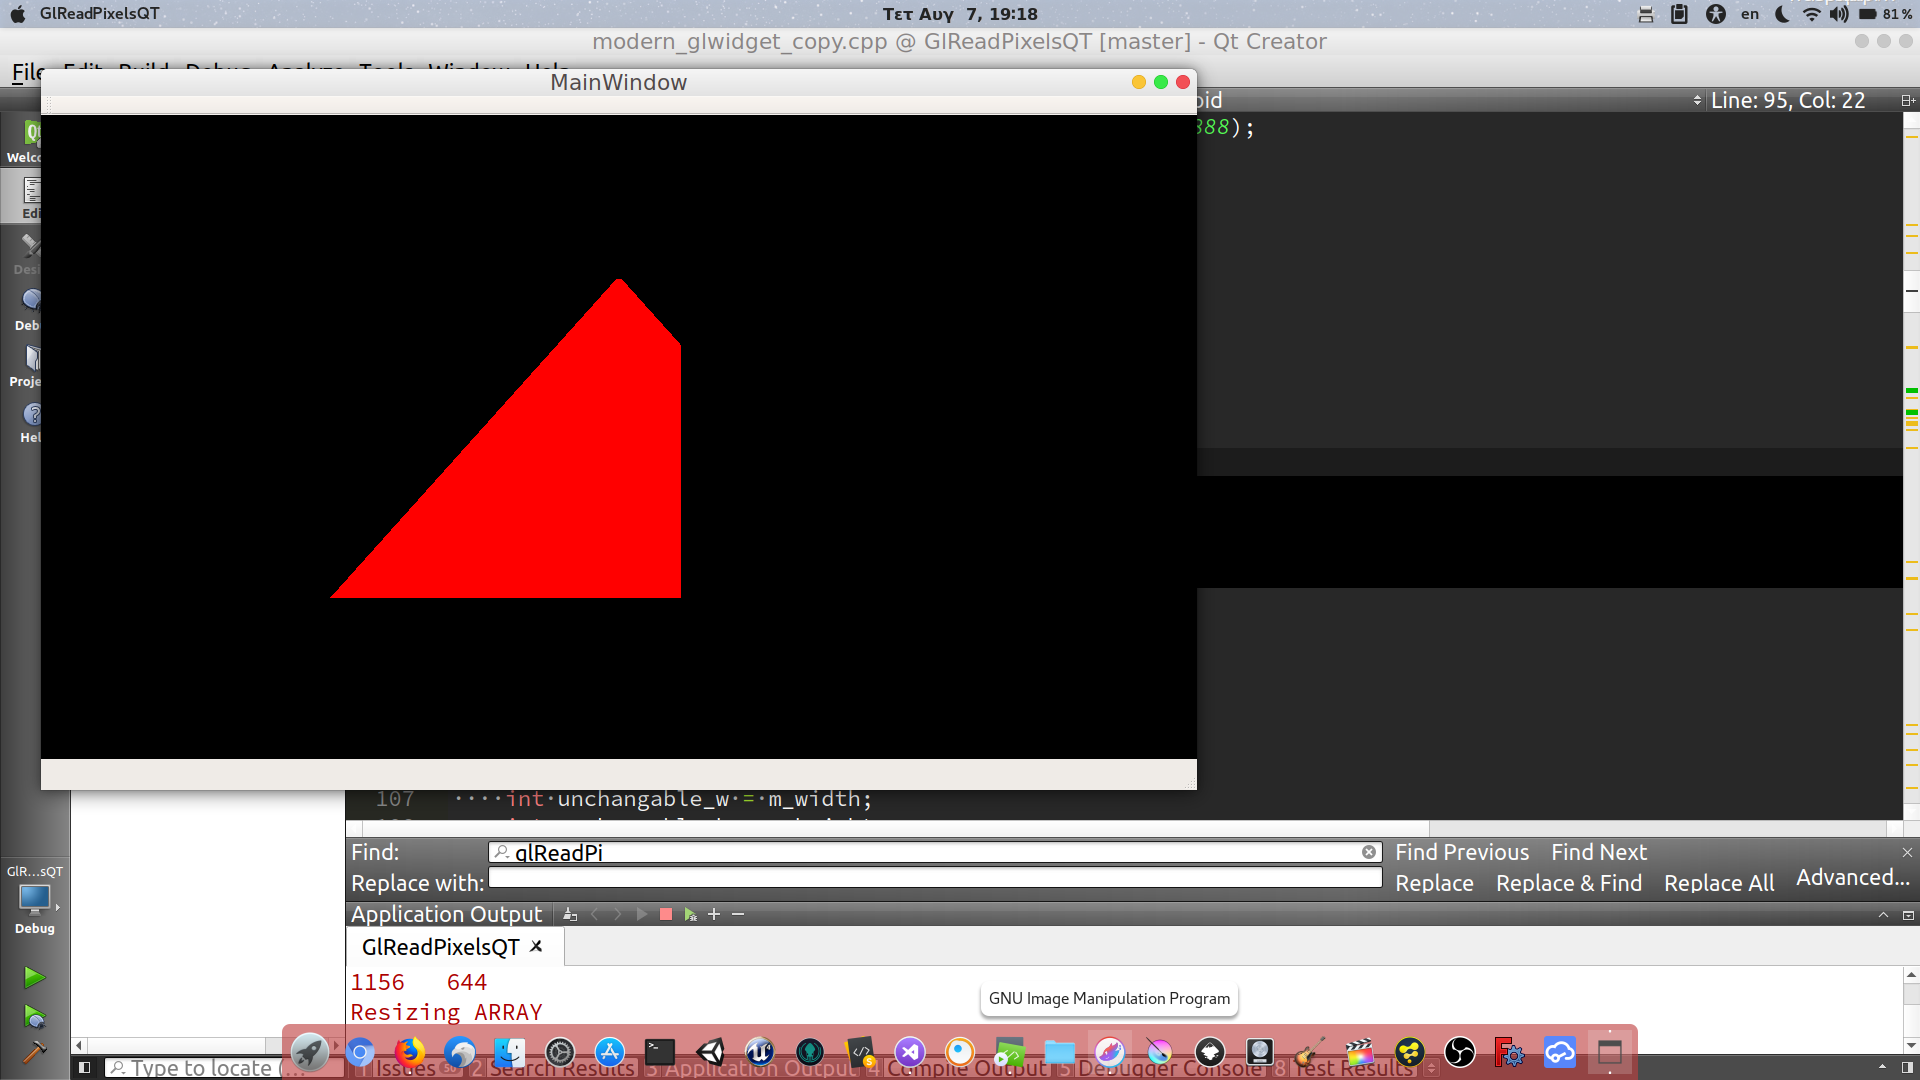 GlReadPixelsQT
Τετ Αυγ 7, 19:18
en
81%
modern_glwidget_copy.cpp @ GlReadPixelsQT [master] - Qt Creator
File Edit Build Debug Analyze Tools Window Help
MainWindow
oid
Line: 95, Col: 22
888);
Welco
Edi
Desi
Deb
Proje
Hel
107 ····int·unchangable_w·=·m_width;
Find:
glReadPi
Find Previous
Find Next
Replace with:
Replace
Replace & Find
Replace All
Advanced...
GlR...sQT
Debug
Application Output
GlReadPixelsQT
1156 644
Resizing ARRAY
GNU Image Manipulation Program
Type to locate (...
1 Issues 2 Search Results 3 Application Output 4 Compile Output 5 Debugger Console 8 Test Results